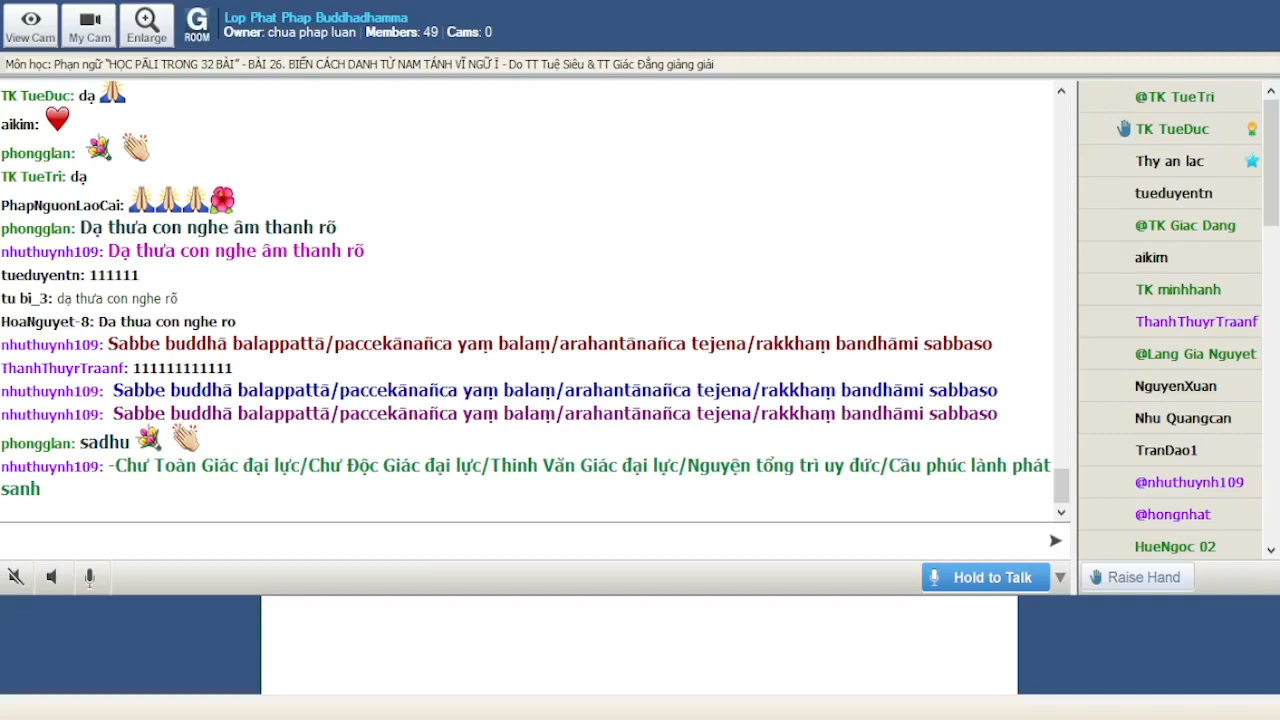 View Cam
My Cam
Enlarge
G
ROOM
Lop Phat Phap Buddhadhamma
Owner: chua phap luan | Members: 49 | Cams: 0
Môn học: Phạn ngữ "HỌC PĀLI TRONG 32 BÀI" - BÀI 26. BIẾN CÁCH DANH TỪ NAM TÁNH VĨ NGỮ Ī - Do TT Tuệ Siêu & TT Giác Đẳng giảng giải
TK TueDuc: dạ
aikim:
phongglan:
TK TueTri: dạ
PhapNguonLaoCai:
phongglan: Dạ thưa con nghe âm thanh rõ
nhuthuynh109: Dạ thưa con nghe âm thanh rõ
tueduyentn: 111111
tu bi_3: dạ thưa con nghe rõ
HoaNguyet-8: Da thua con nghe ro
nhuthuynh109: Sabbe buddhā balappattā/paccekānañca yaṃ balaṃ/arahantānañca tejena/rakkhaṃ bandhāmi sabbaso
ThanhThuyrTraanf: 111111111111
nhuthuynh109: Sabbe buddhā balappattā/paccekānañca yaṃ balaṃ/arahantānañca tejena/rakkhaṃ bandhāmi sabbaso
nhuthuynh109: Sabbe buddhā balappattā/paccekānañca yaṃ balaṃ/arahantānañca tejena/rakkhaṃ bandhāmi sabbaso
phongglan: sadhu
nhuthuynh109: -Chư Toàn Giác đại lực/Chư Độc Giác đại lực/Thinh Văn Giác đại lực/Nguyện tổng trì uy đức/Cầu phúc lành phát
sanh
Hold to Talk
@TK TueTri
TK TueDuc
Thy an lac
tueduyentn
@TK Giac Dang
aikim
TK minhhanh
ThanhThuyrTraanf
@Lang Gia Nguyet
NguyenXuan
Nhu Quangcan
TranDao1
@nhuthuynh109
@hongnhat
HueNgoc 02
Raise Hand